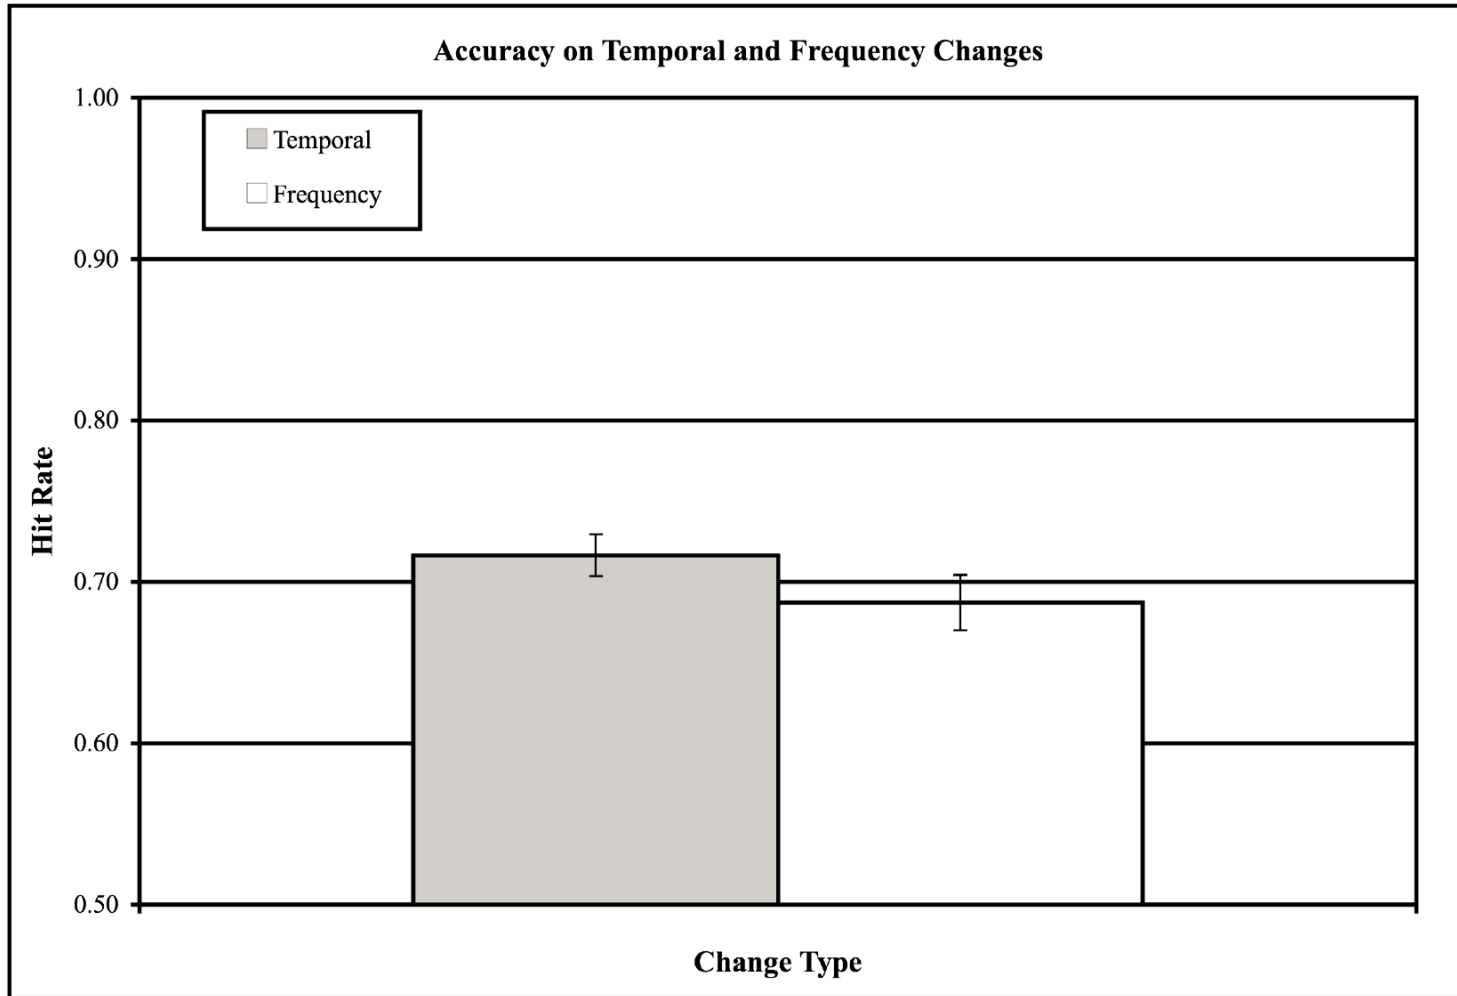 Accuracy on Temporal and Frequency Changes
1.00
Temporal
Frequency
0.90
0.80
Hit Rate
0.70
0.60
0.50
Change Type